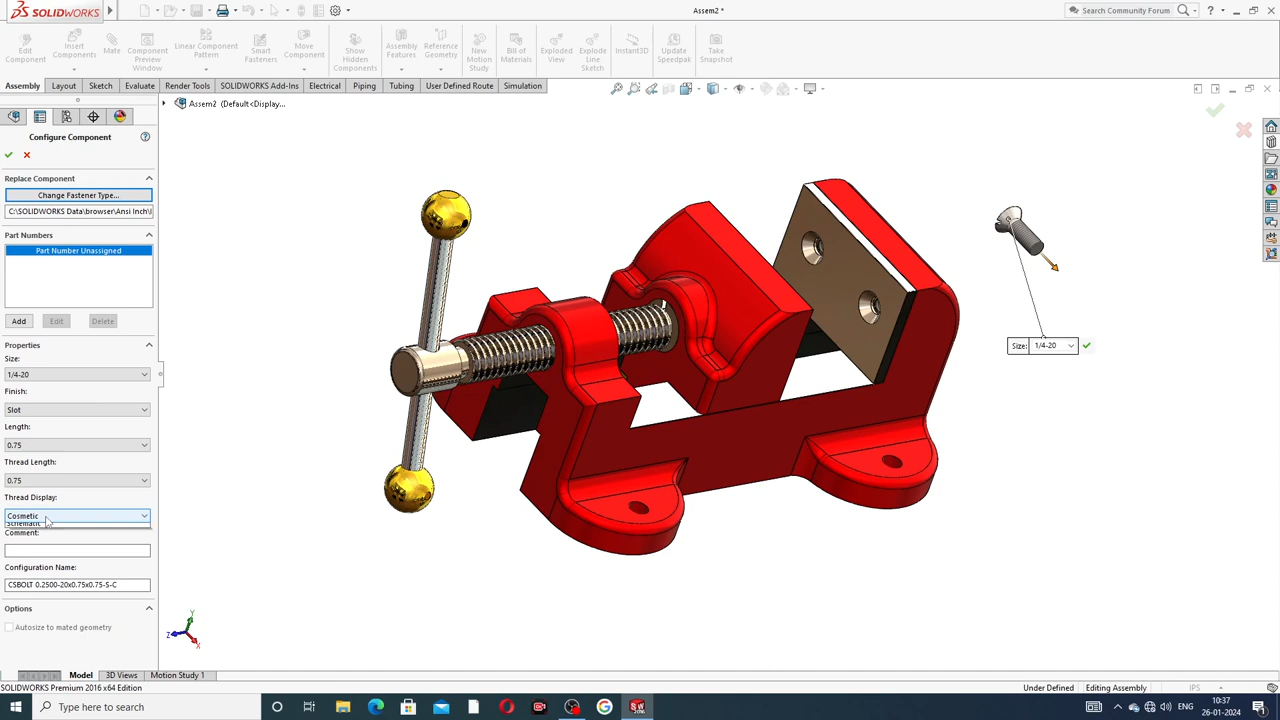 SOLIDWORKS
Assem2 *
Search Community Forum
Edit Component
Insert Components
Mate
Component Preview Window
Linear Component Pattern
Smart Fasteners
Move Component
Show Hidden Components
Assembly Features
Reference Geometry
New Motion Study
Bill of Materials
Exploded View
Explode Line Sketch
Instant3D
Update Speedpak
Take Snapshot
Assembly Layout Sketch Evaluate Render Tools SOLIDWORKS Add-Ins Electrical Piping Tubing User Defined Route Simulation
Assem2 (Default<Display...
Configure Component
Replace Component
Change Fastener Type...
C:\SOLIDWORKS Data\browser\Ansi Inch\
Part Numbers
Part Number Unassigned
Add Edit Delete
Properties
Size:
1/4-20
Finish:
Slot
Length:
0.75
Thread Length:
0.75
Thread Display:
Cosmetic
Schematic
Comment:
Configuration Name:
CSBOLT 0.2500-20x0.75x0.75-S-C
Options
Autosize to mated geometry
Size: 1/4-20
Y
Z
X
Model 3D Views Motion Study 1
SOLIDWORKS Premium 2016 x64 Edition
Under Defined Editing Assembly IPS
Type here to search
ENG
10:37
26-01-2024